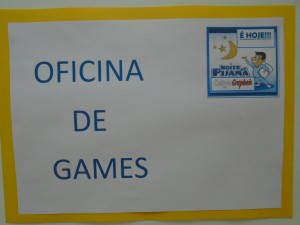 OFICINA
DE
GAMES
É HOJE!!!
NOITE
PIJAMA